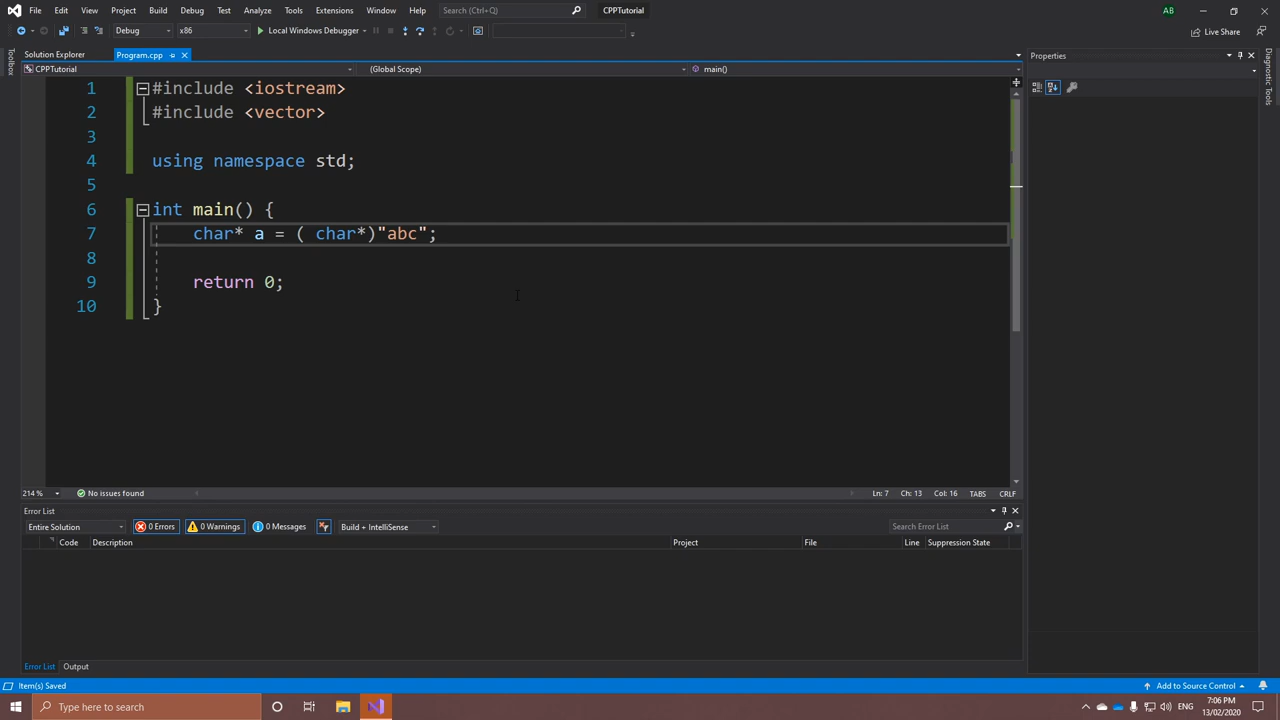 File Edit View Project Build Debug Test Analyze Tools Extensions Window Help Search (Ctrl+Q) CPPTutorial AB
Debug x86 Local Windows Debugger Live Share
Toolbox
Solution Explorer Program.cpp Properties
CPPTutorial (Global Scope) main()
Diagnostic Tools
1 #include <iostream>
2 #include <vector>
3
4 using namespace std;
5
6 int main() {
7 char* a = ( char*)"abc";
8
9 return 0;
10 }
214 % No issues found Ln: 7 Ch: 13 Col: 16 TABS CRLF
Error List
Entire Solution 0 Errors 0 Warnings 0 Messages Build + IntelliSense Search Error List
Code Description Project File Line Suppression State
Error List Output
Item(s) Saved Add to Source Control
Type here to search ENG 7:06 PM
13/02/2020